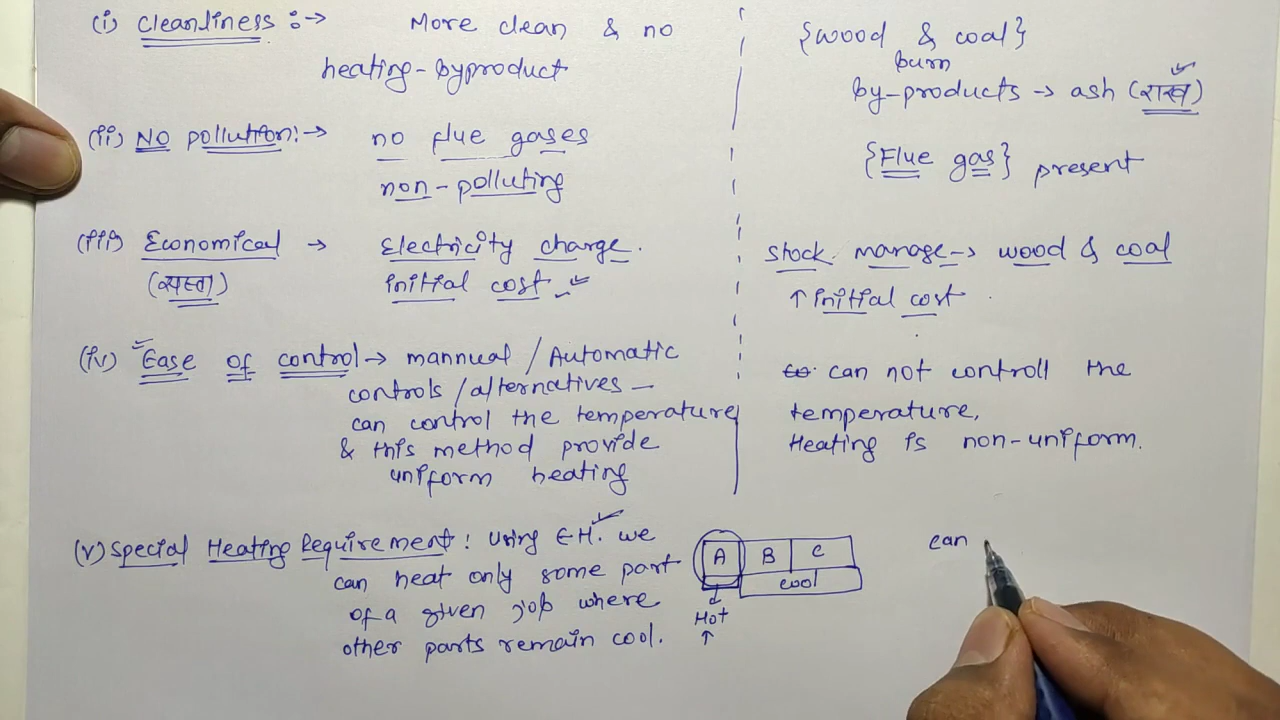 (i) Cleanliness :→ More clean & no
heating-byproduct
{wood & coal}
burn
by-products → ash (राख)
(ii) NO pollution:→ no flue gases
non-polluting
{Flue gas} present
(iii) Economical → Electricity charge.
(सस्ता) initial cost
stock manage → wood & coal
↑ initial cost
(iv) Ease of control → mannual / Automatic
controls / alternatives —
can control the temperature
& this method provide
uniform heating
can not controll the
temperature,
Heating is non-uniform.
(v) Special Heating Requirement: Using E.H. we
can heat only some part
of a given job where
other parts remain cool.
A B C
cool
Hot
↑
can